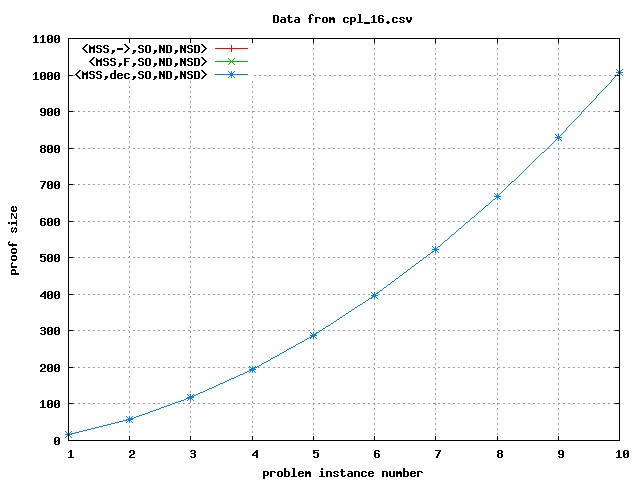 Data from cpl_16.csv
<MSS,->,SO,ND,NSD>
<MSS,F,SO,ND,NSD>
<MSS,dec,SO,ND,NSD>
1100
1000
900
800
700
600
500
400
300
200
100
0
proof size
1 2 3 4 5 6 7 8 9 10
problem instance number